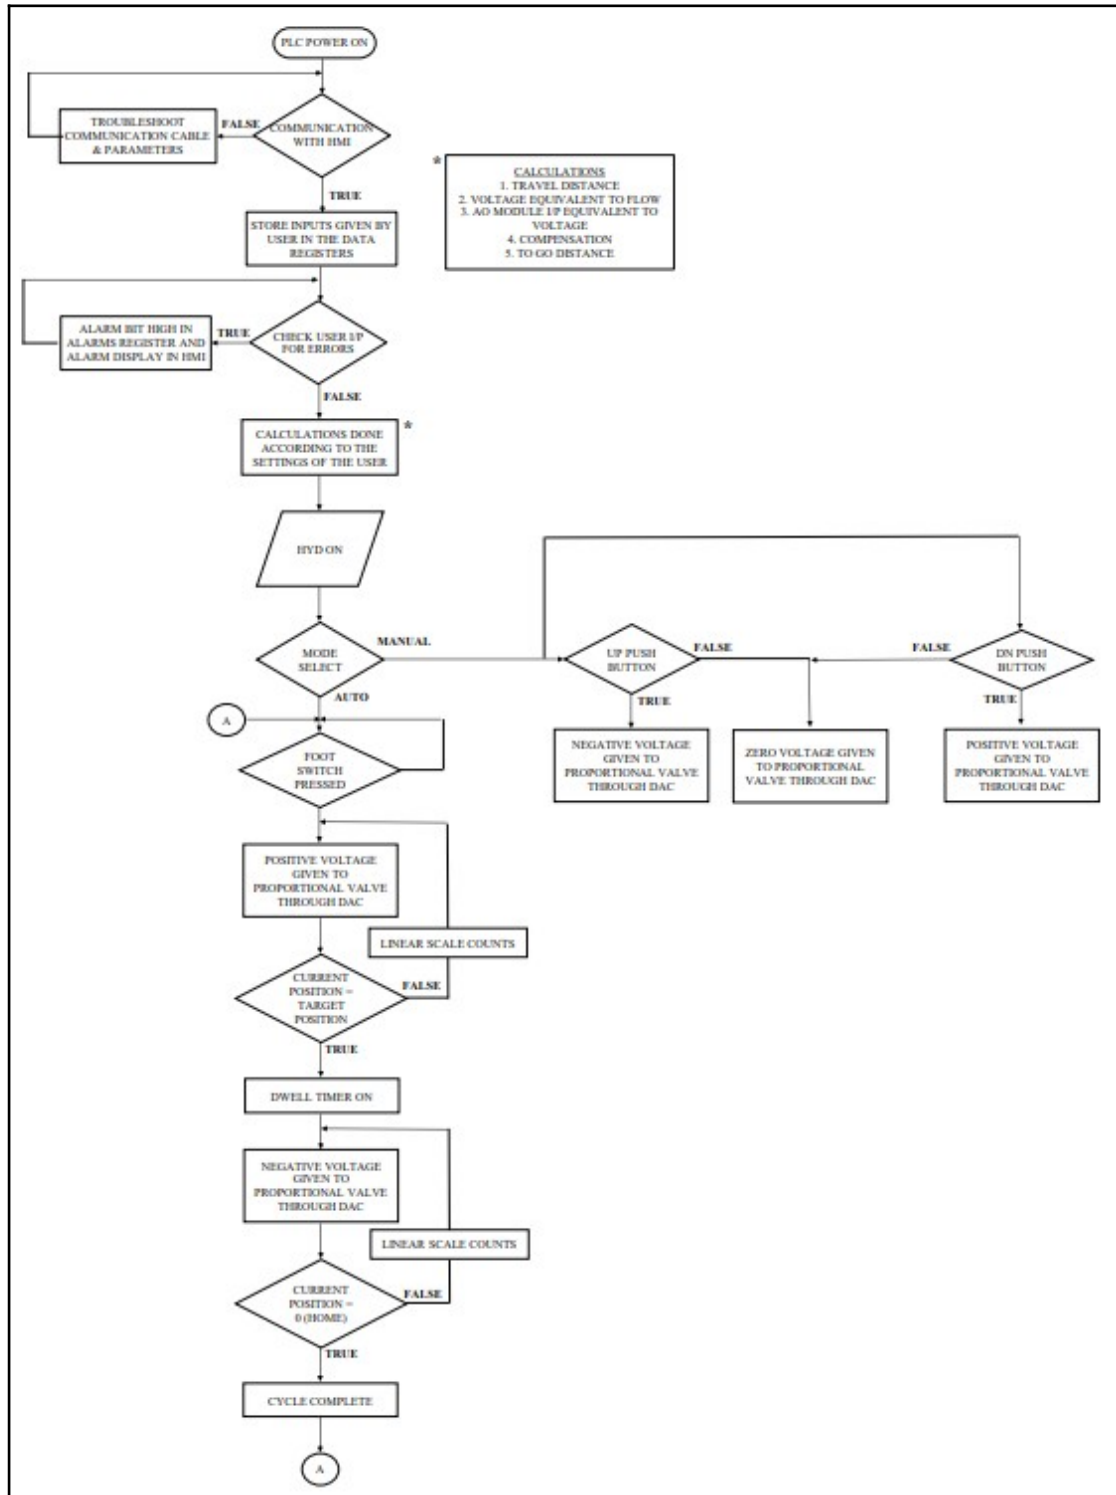 PLC POWER ON
TROUBLESHOOT
COMMUNICATION CABLE
& PARAMETERS
FALSE
COMMUNICATION
WITH HMI
TRUE
*
CALCULATIONS
1. TRAVEL DISTANCE
2. VOLTAGE EQUIVALENT TO FLOW
3. AO MODULE I/P EQUIVALENT TO
VOLTAGE
4. COMPENSATION
5. TO GO DISTANCE
STORE INPUTS GIVEN BY
USER IN THE DATA
REGISTERS
ALARM BIT HIGH IN
ALARMS REGISTER AND
ALARM DISPLAY IN HMI
TRUE
CHECK USER I/P
FOR ERRORS
FALSE
CALCULATIONS DONE
ACCORDING TO THE
SETTINGS OF THE USER
*
HYD ON
MODE
SELECT
MANUAL
AUTO
UP PUSH
BUTTON
FALSE
TRUE
FALSE
DN PUSH
BUTTON
TRUE
NEGATIVE VOLTAGE
GIVEN TO
PROPORTIONAL VALVE
THROUGH DAC
ZERO VOLTAGE GIVEN
TO PROPORTIONAL
VALVE THROUGH DAC
POSITIVE VOLTAGE
GIVEN TO
PROPORTIONAL VALVE
THROUGH DAC
A
FOOT
SWITCH
PRESSED
POSITIVE VOLTAGE
GIVEN TO
PROPORTIONAL VALVE
THROUGH DAC
LINEAR SCALE COUNTS
CURRENT
POSITION =
TARGET
POSITION
FALSE
TRUE
DWELL TIMER ON
NEGATIVE VOLTAGE
GIVEN TO
PROPORTIONAL VALVE
THROUGH DAC
LINEAR SCALE COUNTS
CURRENT
POSITION =
0 (HOME)
FALSE
TRUE
CYCLE COMPLETE
A